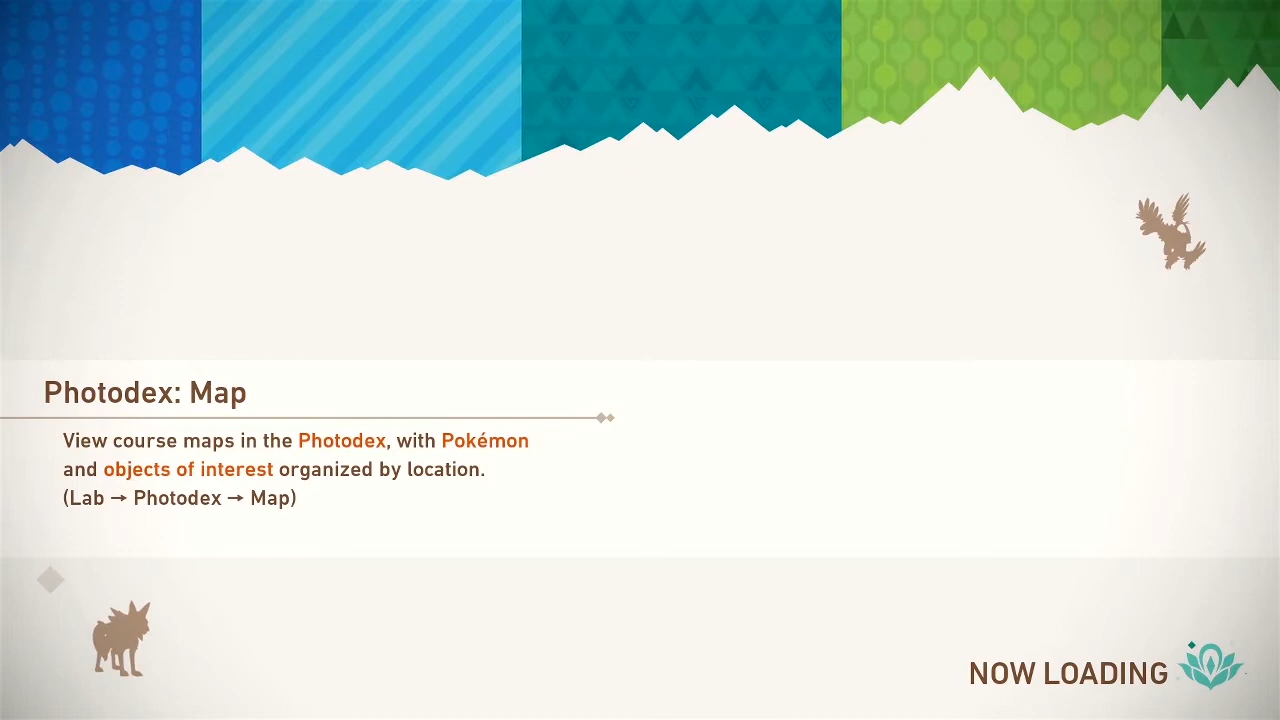 Photodex: Map
View course maps in the Photodex, with Pokémon
and objects of interest organized by location.
(Lab → Photodex → Map)
NOW LOADING